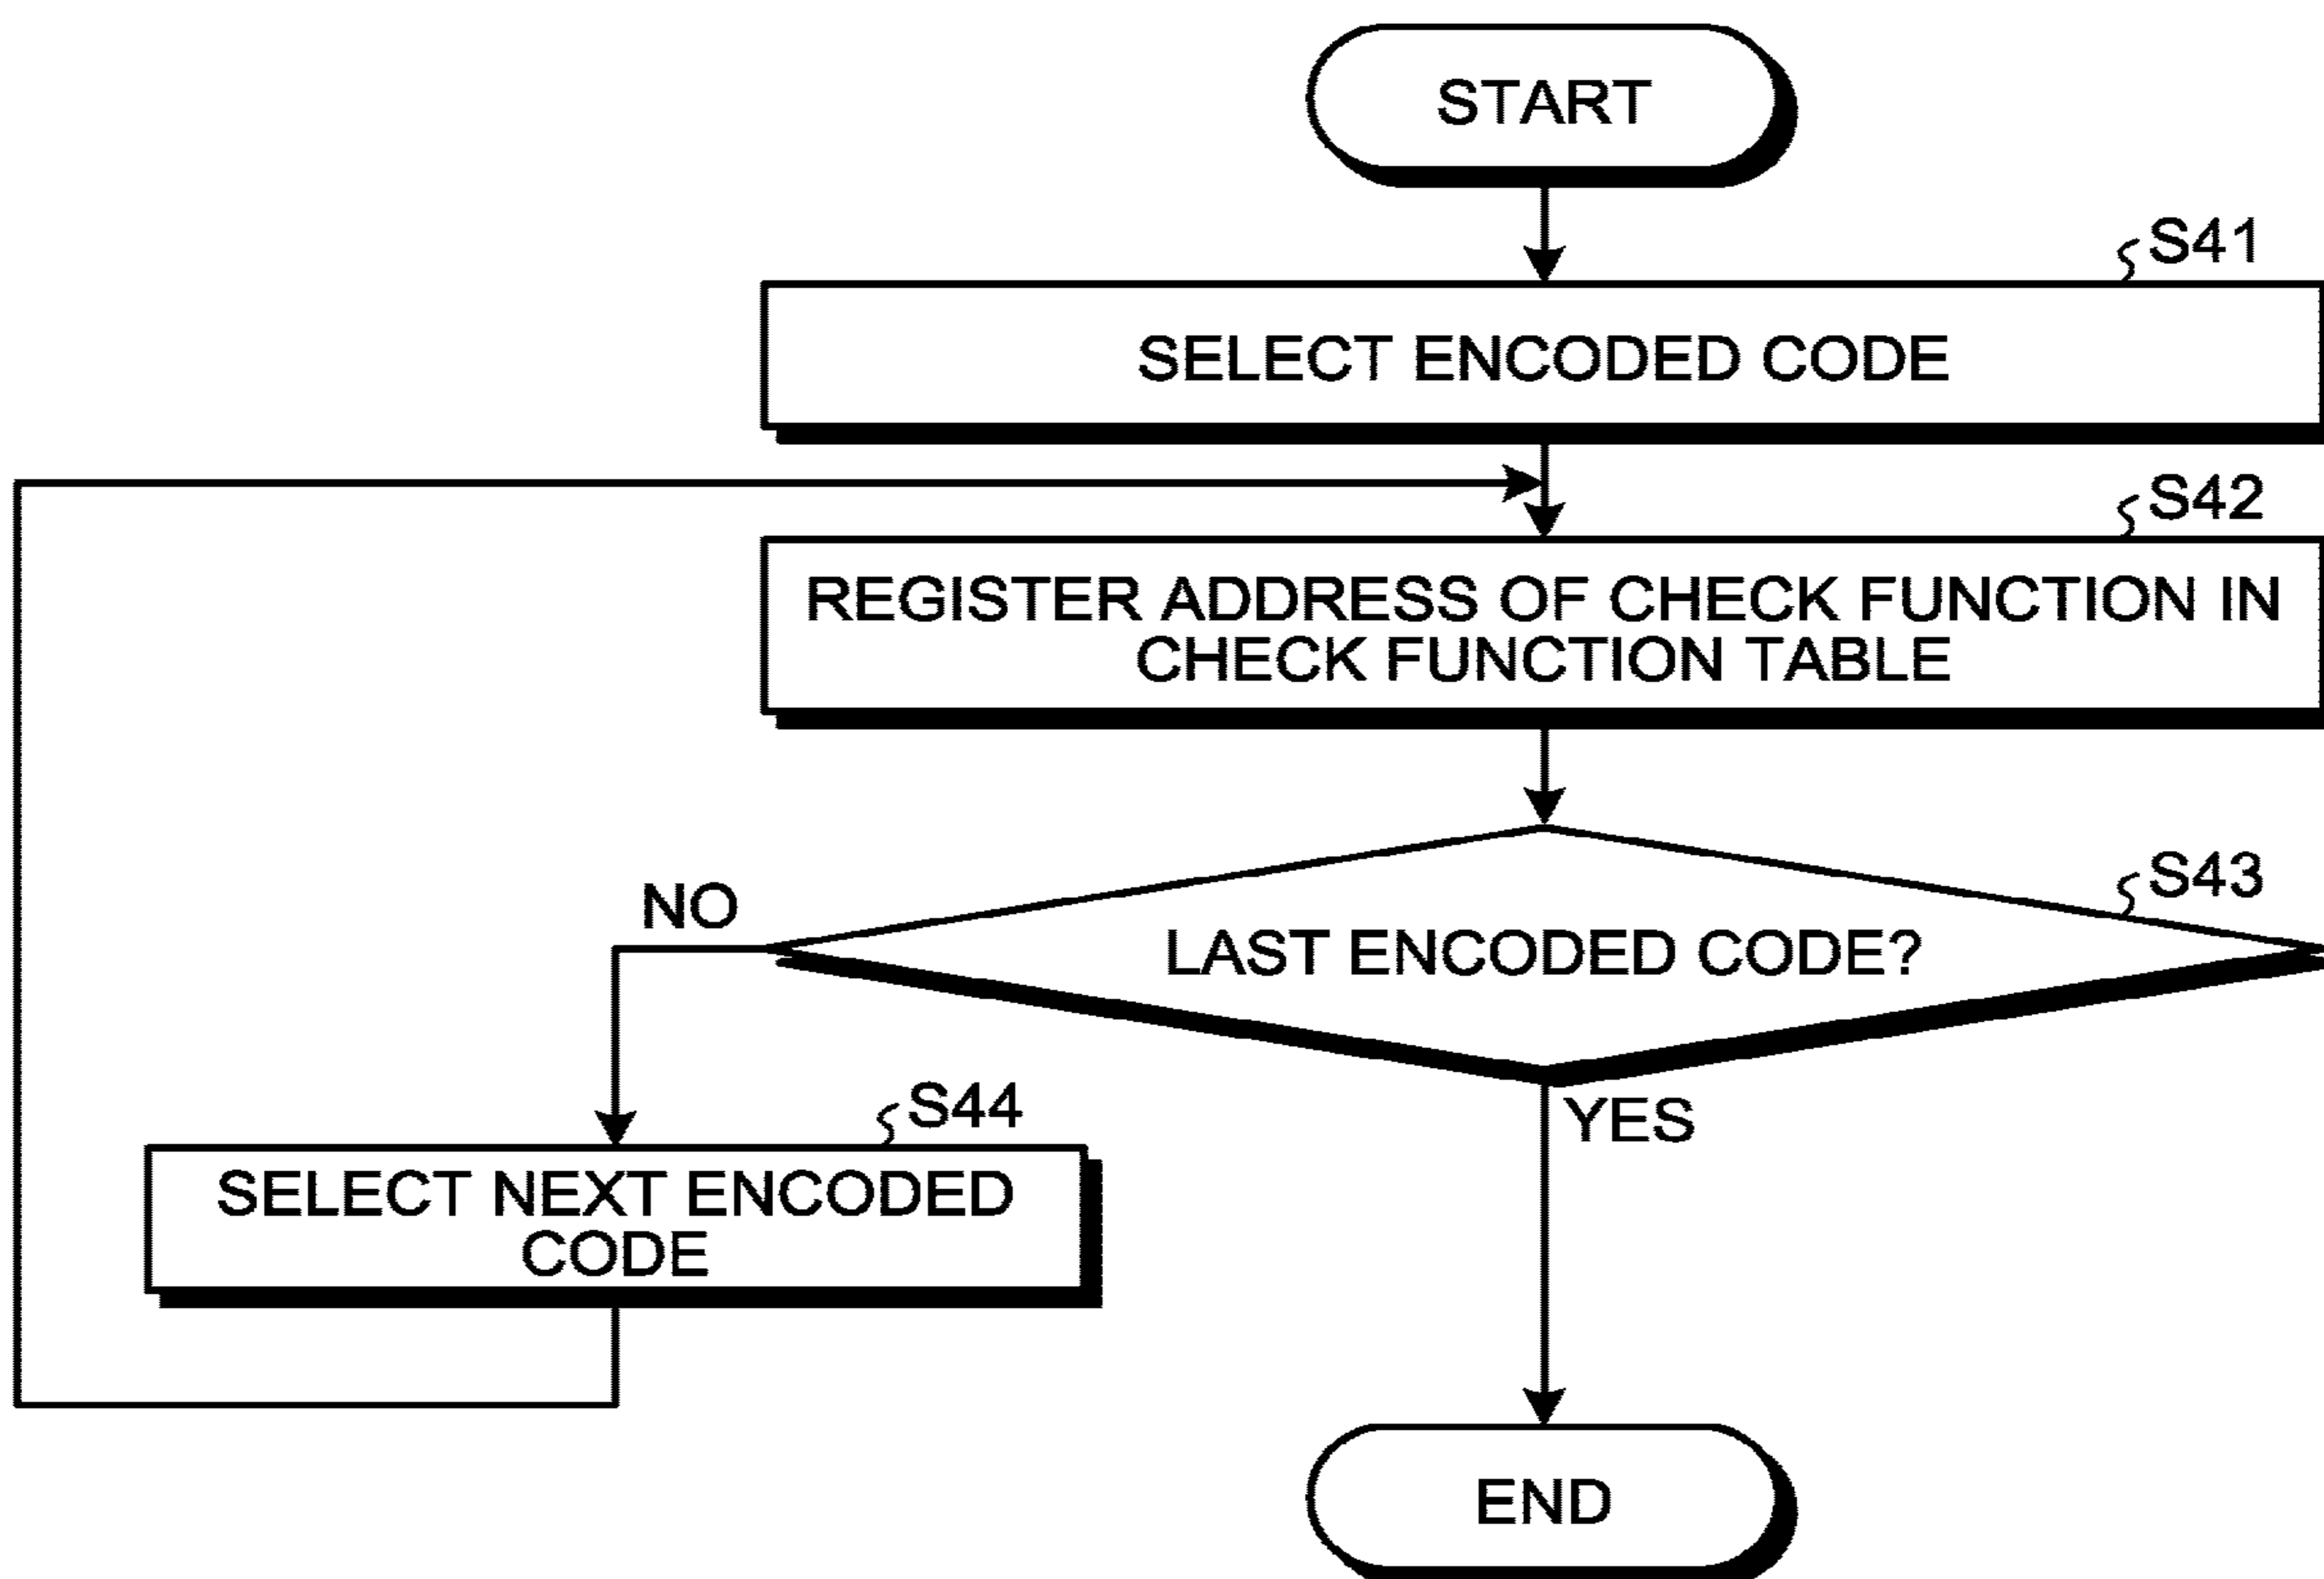 START
S41
SELECT ENCODED CODE
S42
REGISTER ADDRESS OF CHECK FUNCTION IN
CHECK FUNCTION TABLE
S43
NO
LAST ENCODED CODE?
S44
YES
SELECT NEXT ENCODED
CODE
END